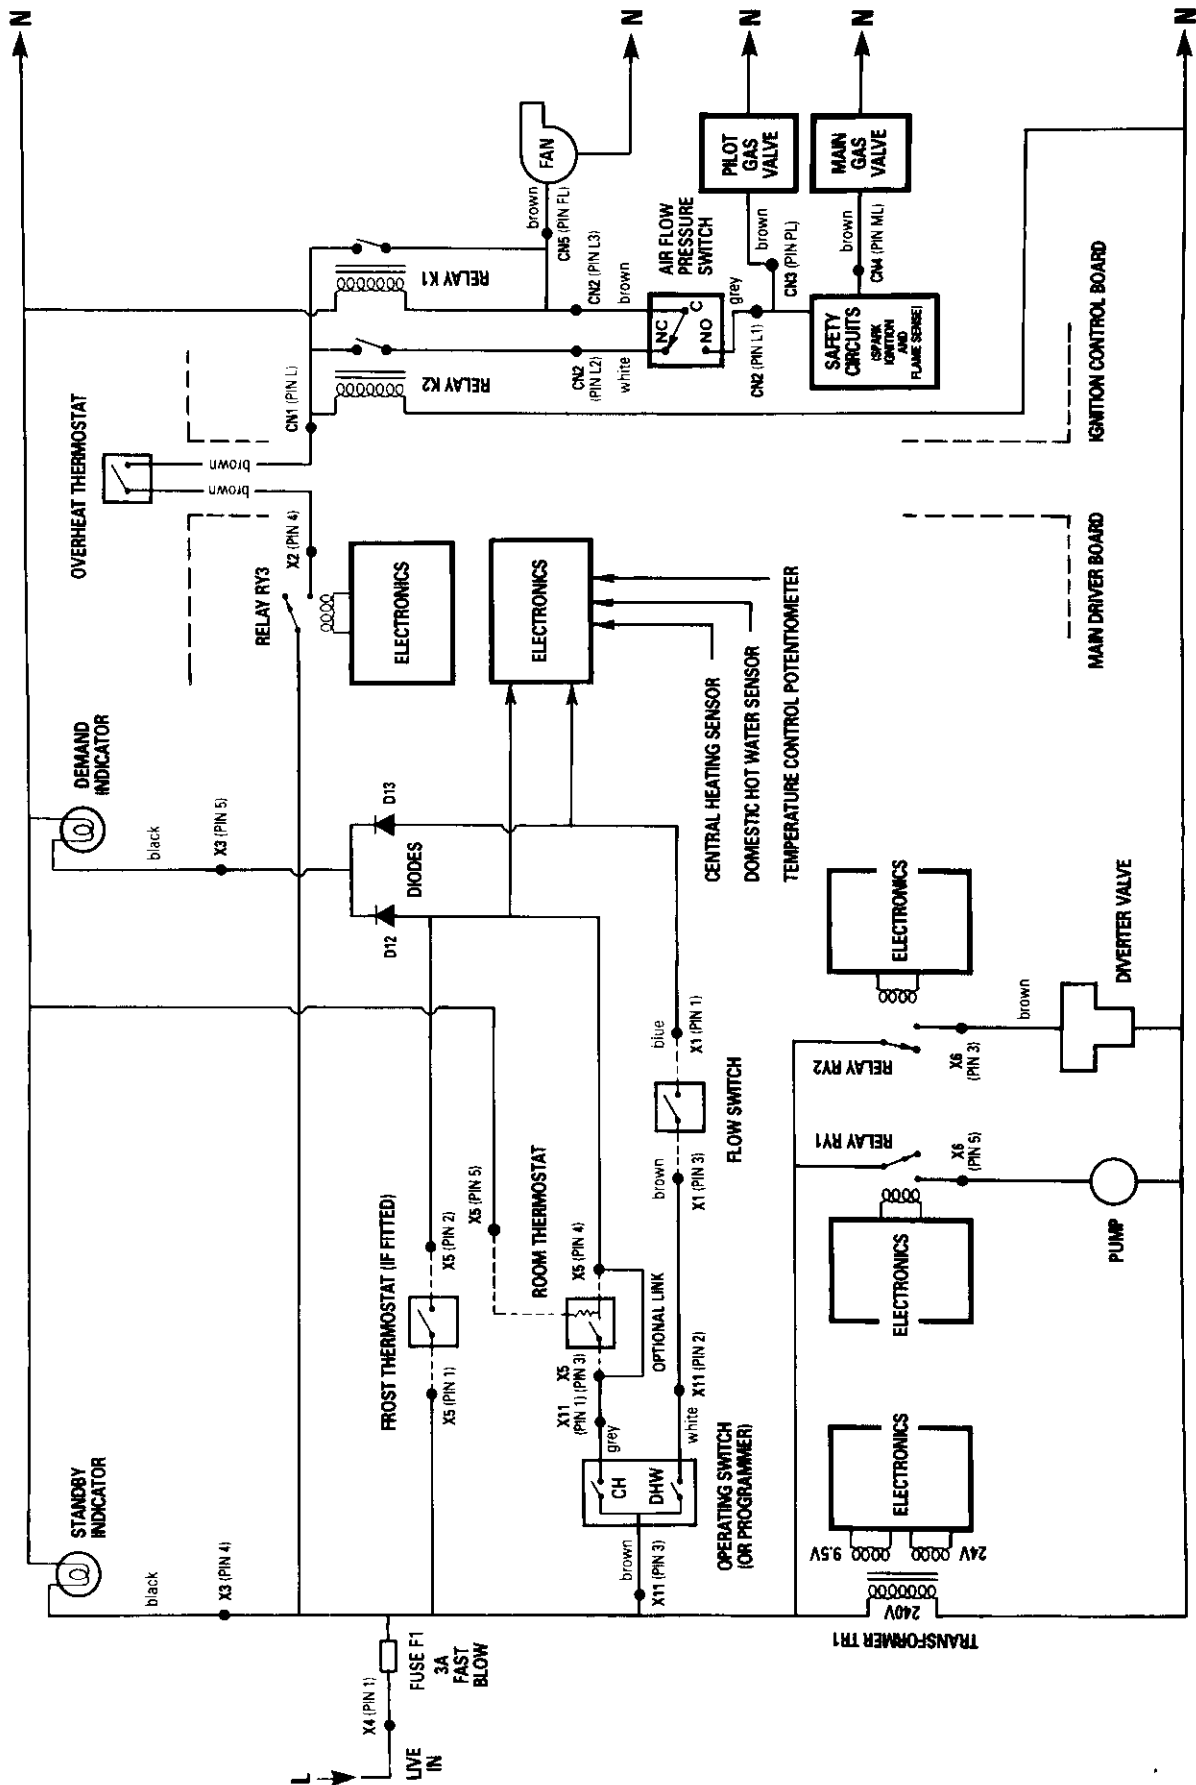 L
LIVE
IN
X4 (PIN 1)
FUSE F1
3A
FAST
BLOW
STANDBY
INDICATOR
black
X3 (PIN 4)
DEMAND
INDICATOR
black
X3 (PIN 5)
OVERHEAT THERMOSTAT
brown
brown
RELAY RY3
X2 (PIN 4)
CN1 (PIN L)
RELAY K2
RELAY K1
N
N
N
N
N
FAN
brown
CN5 (PIN FL)
CN2 (PIN L3)
brown
CN2
(PIN L2)
white
AIR FLOW
PRESSURE
SWITCH
NC
C
NO
grey
CN2 (PIN L1)
brown
CN3 (PIN PL)
PILOT
GAS
VALVE
MAIN
GAS
VALVE
brown
CN4 (PIN ML)
SAFETY
CIRCUITS
(SPARK
IGNITION
AND
FLAME SENSE)
IGNITION CONTROL BOARD
MAIN DRIVER BOARD
ELECTRONICS
ELECTRONICS
CENTRAL HEATING SENSOR
DOMESTIC HOT WATER SENSOR
TEMPERATURE CONTROL POTENTIOMETER
D12
DIODES
D13
FROST THERMOSTAT (IF FITTED)
X5 (PIN 1)
X5 (PIN 2)
X5 (PIN 5)
ROOM THERMOSTAT
X5 (PIN 4)
X5
(PIN 3)
X11
(PIN 1)
grey
OPTIONAL LINK
CH
DHW
brown
X11 (PIN 3)
white
X11 (PIN 2)
OPERATING SWITCH
(OR PROGRAMMER)
brown
X1 (PIN 3)
blue
X1 (PIN 1)
FLOW SWITCH
240V
TRANSFORMER TR1
9.5V
24V
ELECTRONICS
ELECTRONICS
RELAY RY1
X6
(PIN 5)
PUMP
RELAY RY2
X6
(PIN 3)
ELECTRONICS
brown
DIVERTER VALVE